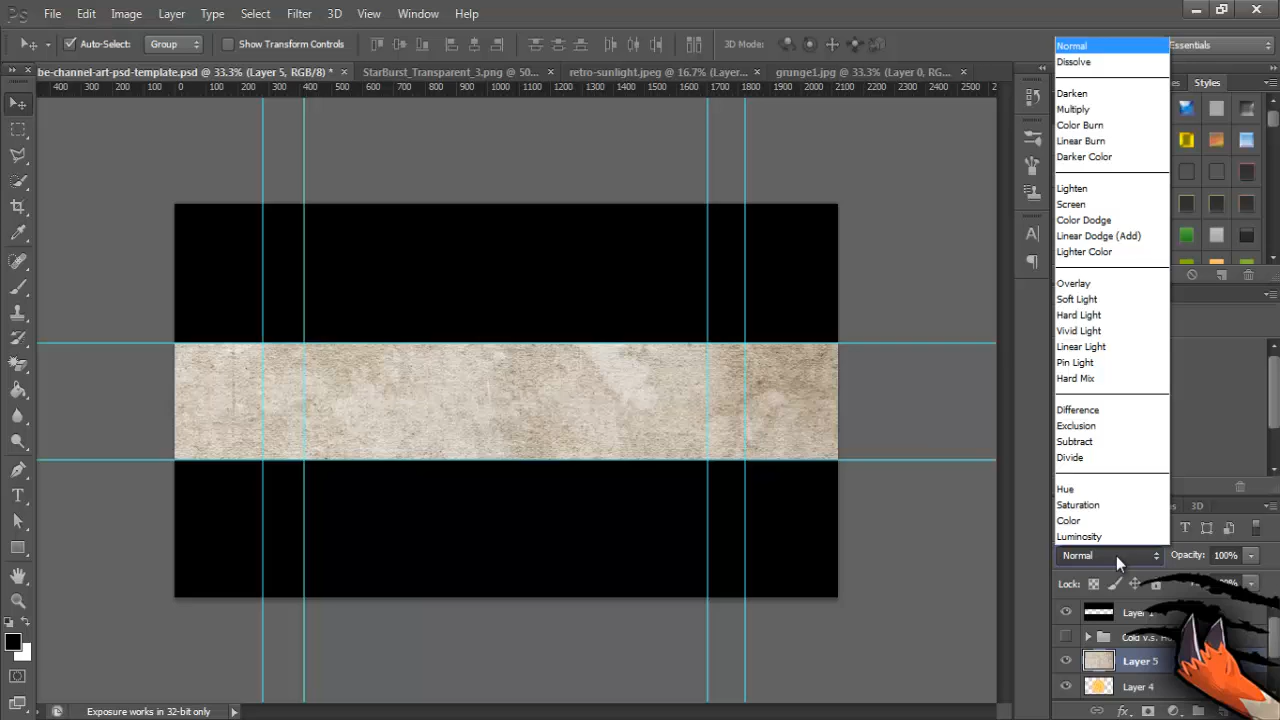 Ps File Edit Image Layer Type Select Filter 3D View Window Help
Auto-Select: Group Show Transform Controls 3D Mode: Essentials
be-channel-art-psd-template.psd @ 33.3% (Layer 5, RGB/8) * × StarBurst_Transparent_3.png @ 50... × retro-sunlight.jpeg @ 16.7% (Layer... × grunge1.jpg @ 33.3% (Layer 0, RG... × Styles
400 300 200 100 0 100 200 300 400 500 600 700 800 900 1000 1100 1200 1300 1400 1500 1600 1700 1800 1900 2000 2100 2200 2300 2400 2500
Normal
Dissolve
Darken
Multiply
Color Burn
Linear Burn
Darker Color
Lighten
Screen
Color Dodge
Linear Dodge (Add)
Lighter Color
Overlay
Soft Light
Hard Light
Vivid Light
Linear Light
Pin Light
Hard Mix
Difference
Exclusion
Subtract
Divide
Hue
Saturation
Color
Luminosity
3D
Normal Opacity: 100%
Lock:
Layer
Cold v.s.
Layer 5
Layer 4
Exposure works in 32-bit only